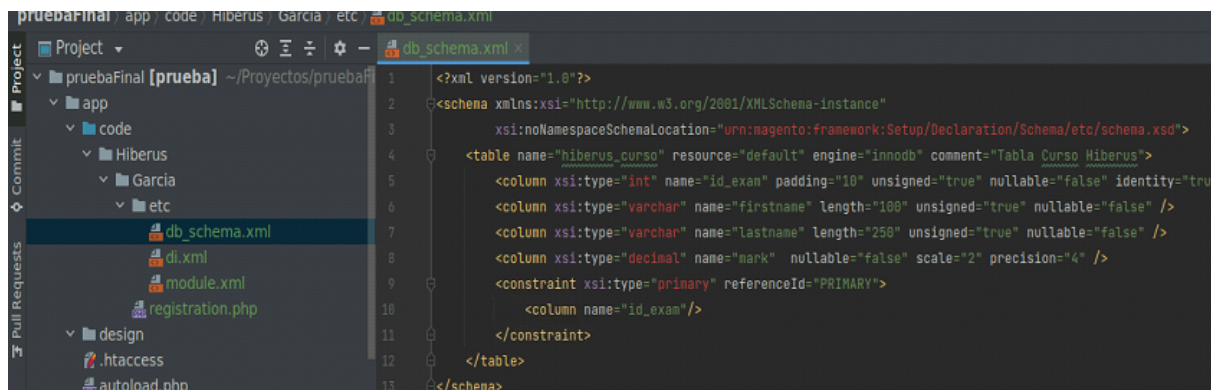 pruebaFinal › app › code › Hiberus › Garcia › etc › db_schema.xml
Project
db_schema.xml ×
pruebaFinal [prueba] ~/Proyectos/pruebaFi
app
code
Hiberus
Garcia
etc
db_schema.xml
di.xml
module.xml
registration.php
design
.htaccess
autoload.php
Project
Commit
Pull Requests
1 <?xml version="1.0"?>
2 <schema xmlns:xsi="http://www.w3.org/2001/XMLSchema-instance"
3 xsi:noNamespaceSchemaLocation="urn:magento:framework:Setup/Declaration/Schema/etc/schema.xsd">
4 <table name="hiberus_curso" resource="default" engine="innodb" comment="Tabla Curso Hiberus">
5 <column xsi:type="int" name="id_exam" padding="10" unsigned="true" nullable="false" identity="tru
6 <column xsi:type="varchar" name="firstname" length="100" unsigned="true" nullable="false" />
7 <column xsi:type="varchar" name="lastname" length="250" unsigned="true" nullable="false" />
8 <column xsi:type="decimal" name="mark"  nullable="false" scale="2" precision="4" />
9 <constraint xsi:type="primary" referenceId="PRIMARY">
10 <column name="id_exam"/>
11 </constraint>
12 </table>
13 </schema>